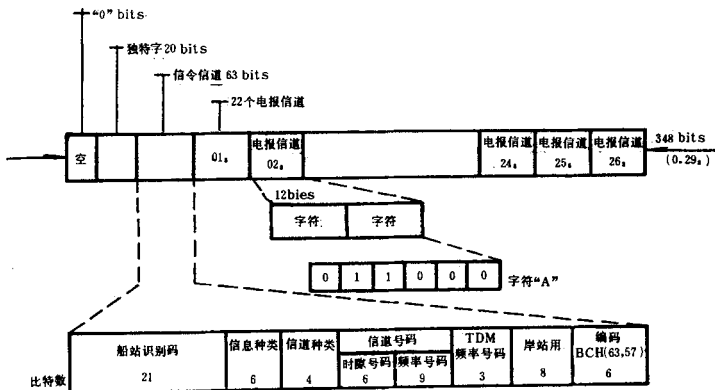 “0” bits
独特字 20 bits
信令信道 63 bits
22个电报信道
空
01₈
电报信道
02₈
电报信道
24₈
电报信道
25₈
电报信道
26₈
348 bits
(0.29s)
12bies
字符
字符
0 1 1 0 0 0
字符“A”
比特数
船站识别码
21
信息种类
6
信道种类
4
信道号码
时隙号码
6
频率号码
9
TDM
频率号码
3
岸站用
8
编码
BCH(63,57)
6